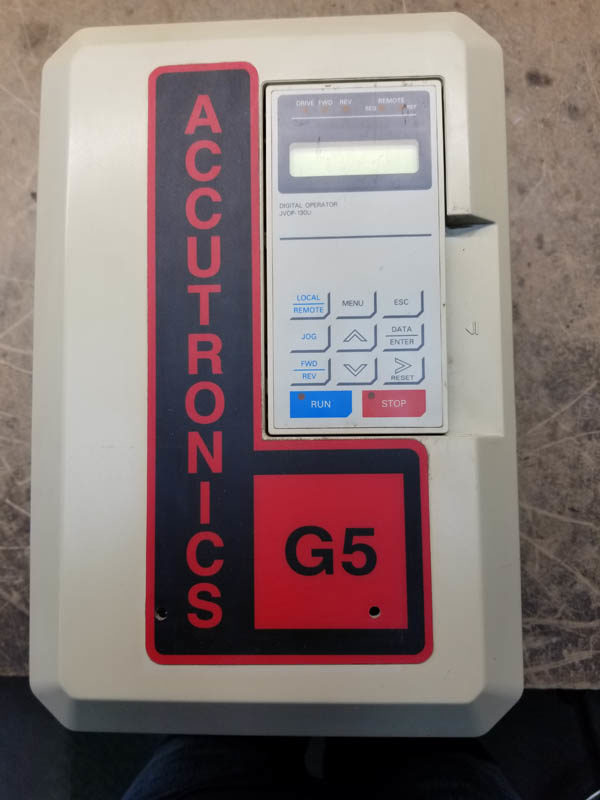 ACCUTRONICS
DRIVE FWD REV REMOTE
SEQ REF
DIGITAL OPERATOR
JVOP-130U
LOCAL
REMOTE
MENU
ESC
JOG
DATA
ENTER
FWD
REV
RESET
RUN
STOP
G5